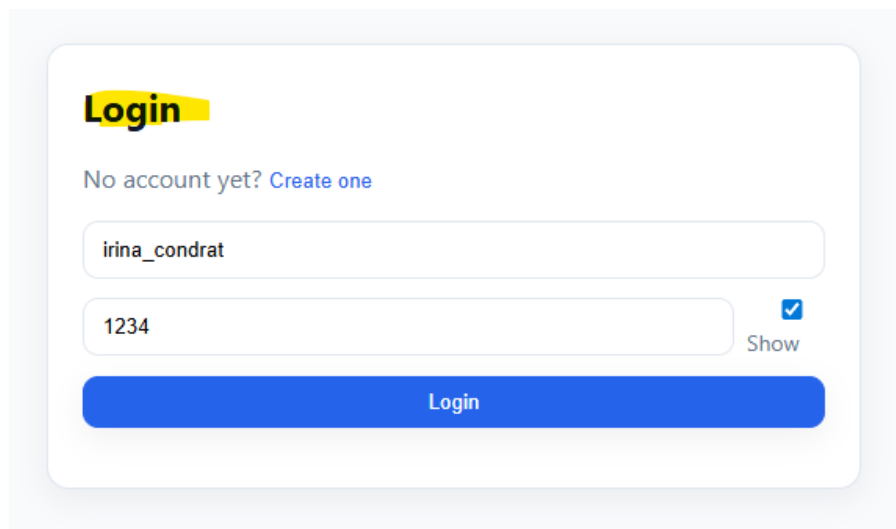 Login
No account yet? Create one
irina_condrat
1234
Show
Login